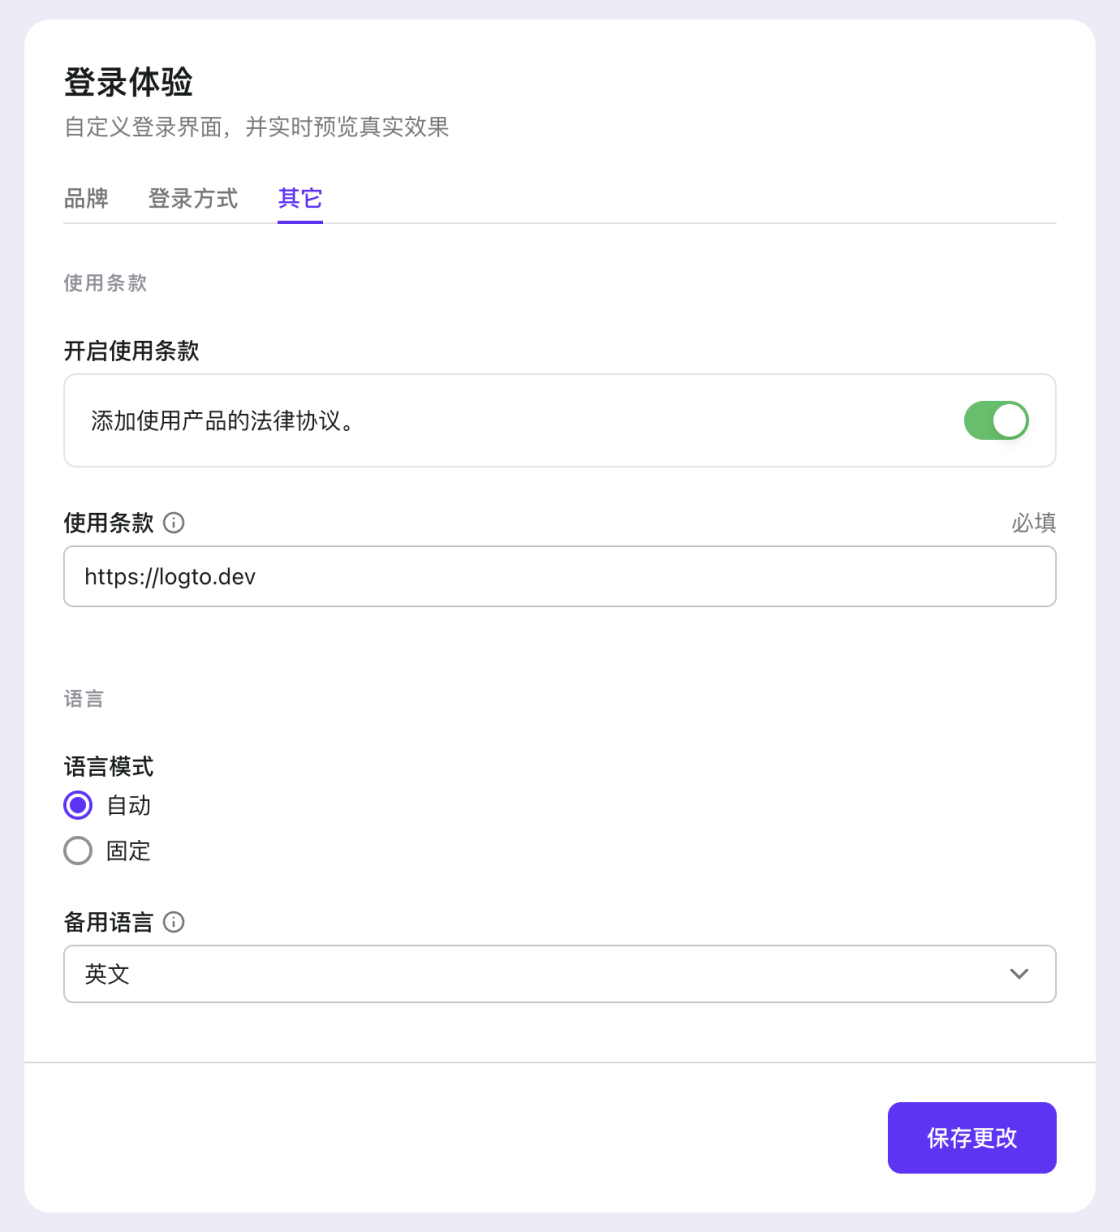 登录体验
自定义登录界面，并实时预览真实效果
品牌 登录方式 其它
使用条款
开启使用条款
添加使用产品的法律协议。
使用条款 必填
https://logto.dev
语言
语言模式
自动
固定
备用语言
英文
保存更改